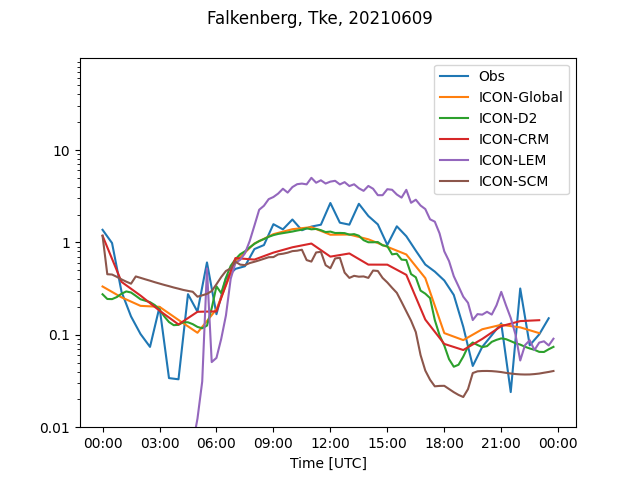 Falkenberg, Tke, 20210609
Obs
ICON-Global
ICON-D2
ICON-CRM
ICON-LEM
ICON-SCM
10
1
0.1
0.01
00:00 03:00 06:00 09:00 12:00 15:00 18:00 21:00 00:00
Time [UTC]